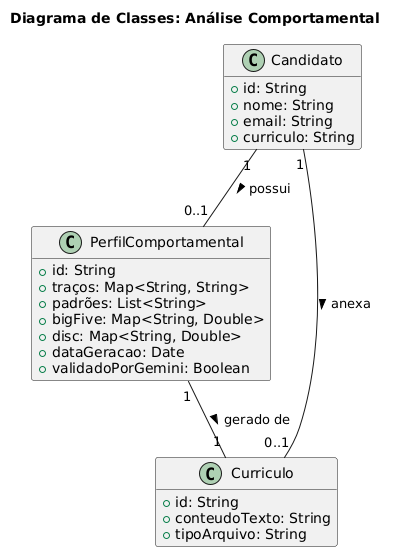 Diagrama de Classes: Análise Comportamental
C Candidato
id: String
nome: String
email: String
curriculo: String
1
1
0..1
possui
C PerfilComportamental
id: String
traços: Map<String, String>
padrões: List<String>
bigFive: Map<String, Double>
disc: Map<String, Double>
dataGeracao: Date
validadoPorGemini: Boolean
anexa
1
gerado de
1
0..1
C Curriculo
id: String
conteudoTexto: String
tipoArquivo: String